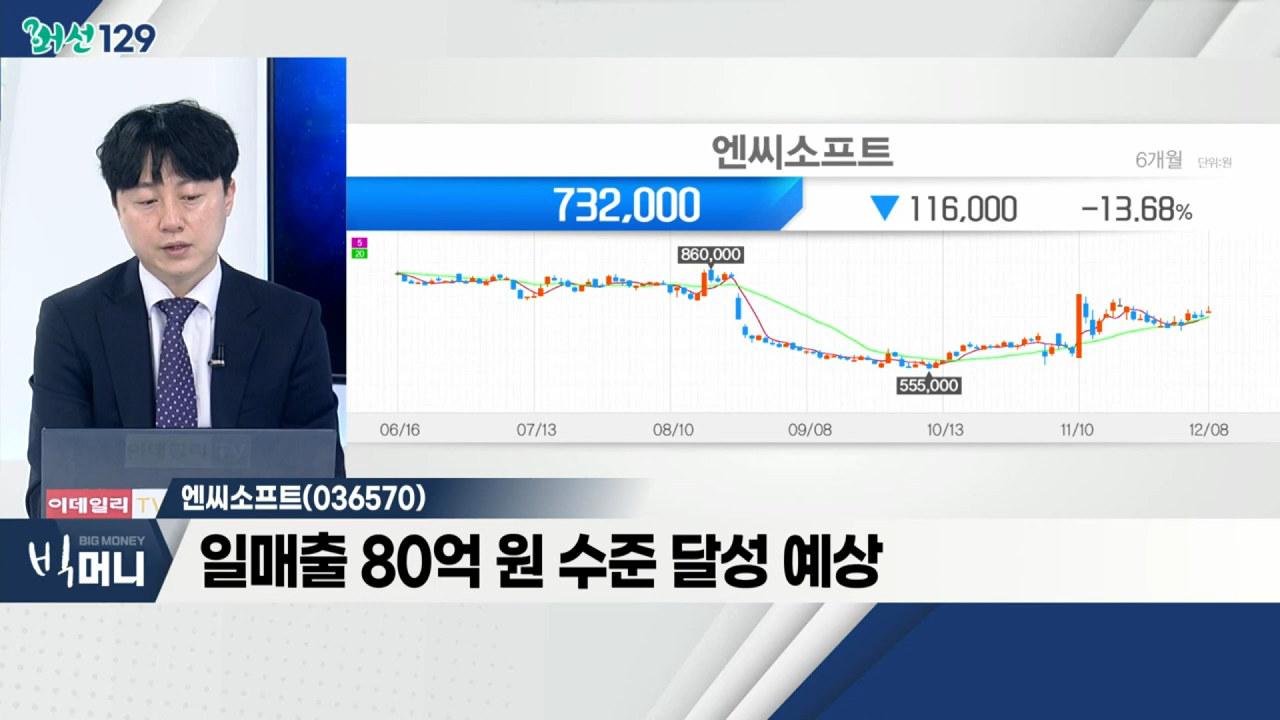 머선129
엔씨소프트
6개월 단위:원
732,000 ▼ 116,000 -13.68%
5
20
860,000
555,000
06/16 07/13 08/10 09/08 10/13 11/10 12/08
이데일리 TV
엔씨소프트(036570)
BIG MONEY
빅머니
일매출 80억 원 수준 달성 예상